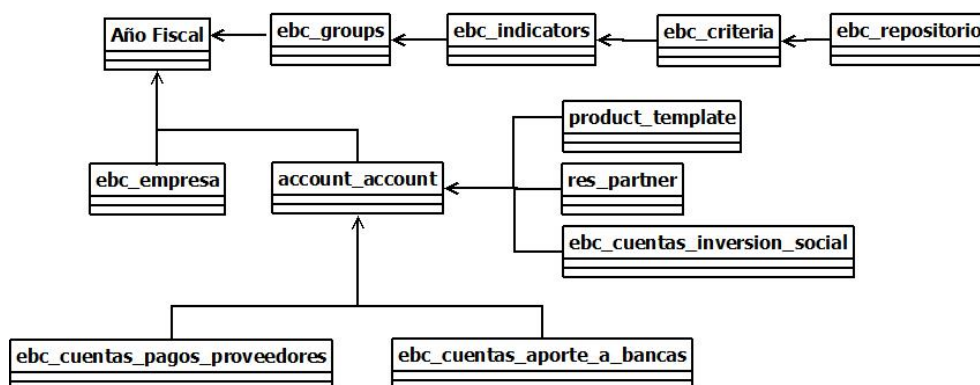 Año Fiscal
ebc_groups
ebc_indicators
ebc_criteria
ebc_repositorio
product_template
ebc_empresa
account_account
res_partner
ebc_cuentas_inversion_social
ebc_cuentas_pagos_proveedores
ebc_cuentas_aporte_a_bancas